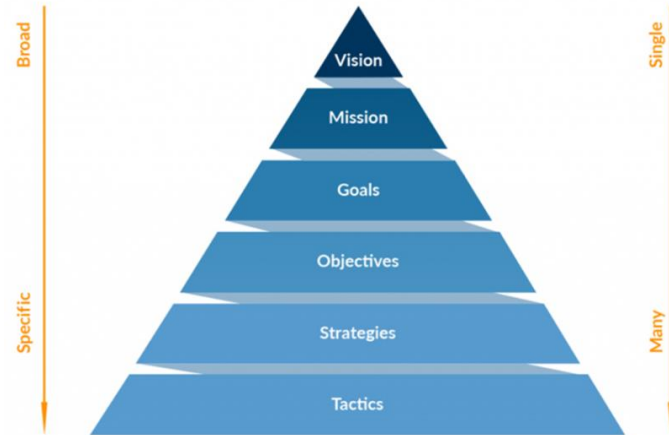 Broad
Single
Vision
Mission
Goals
Objectives
Specific
Many
Strategies
Tactics